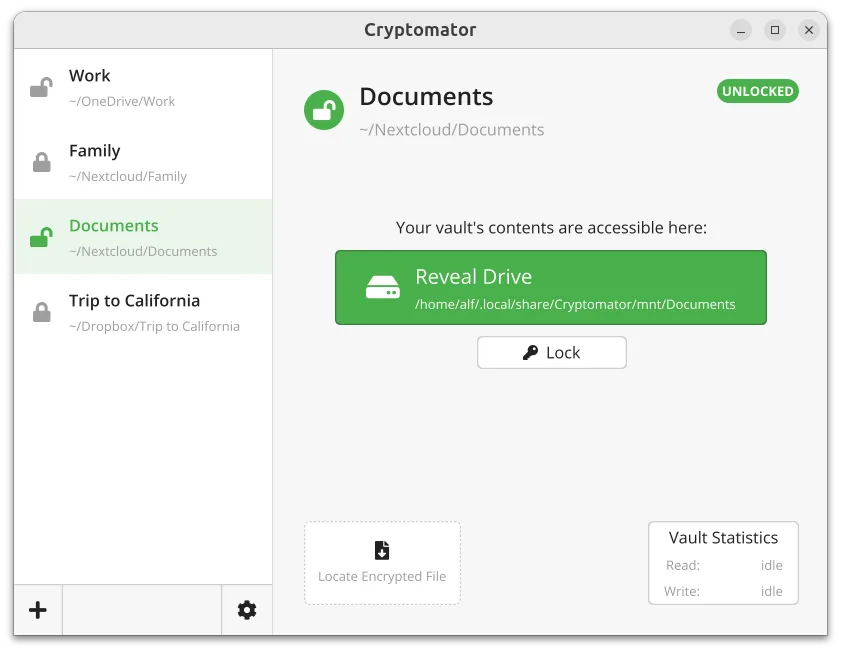 Cryptomator
Work
~/OneDrive/Work
Family
~/Nextcloud/Family
Documents
~/Nextcloud/Documents
Trip to California
~/Dropbox/Trip to California
Documents
~/Nextcloud/Documents
UNLOCKED
Your vault's contents are accessible here:
Reveal Drive
/home/alf/.local/share/Cryptomator/mnt/Documents
Lock
Locate Encrypted File
Vault Statistics
Read: idle
Write: idle